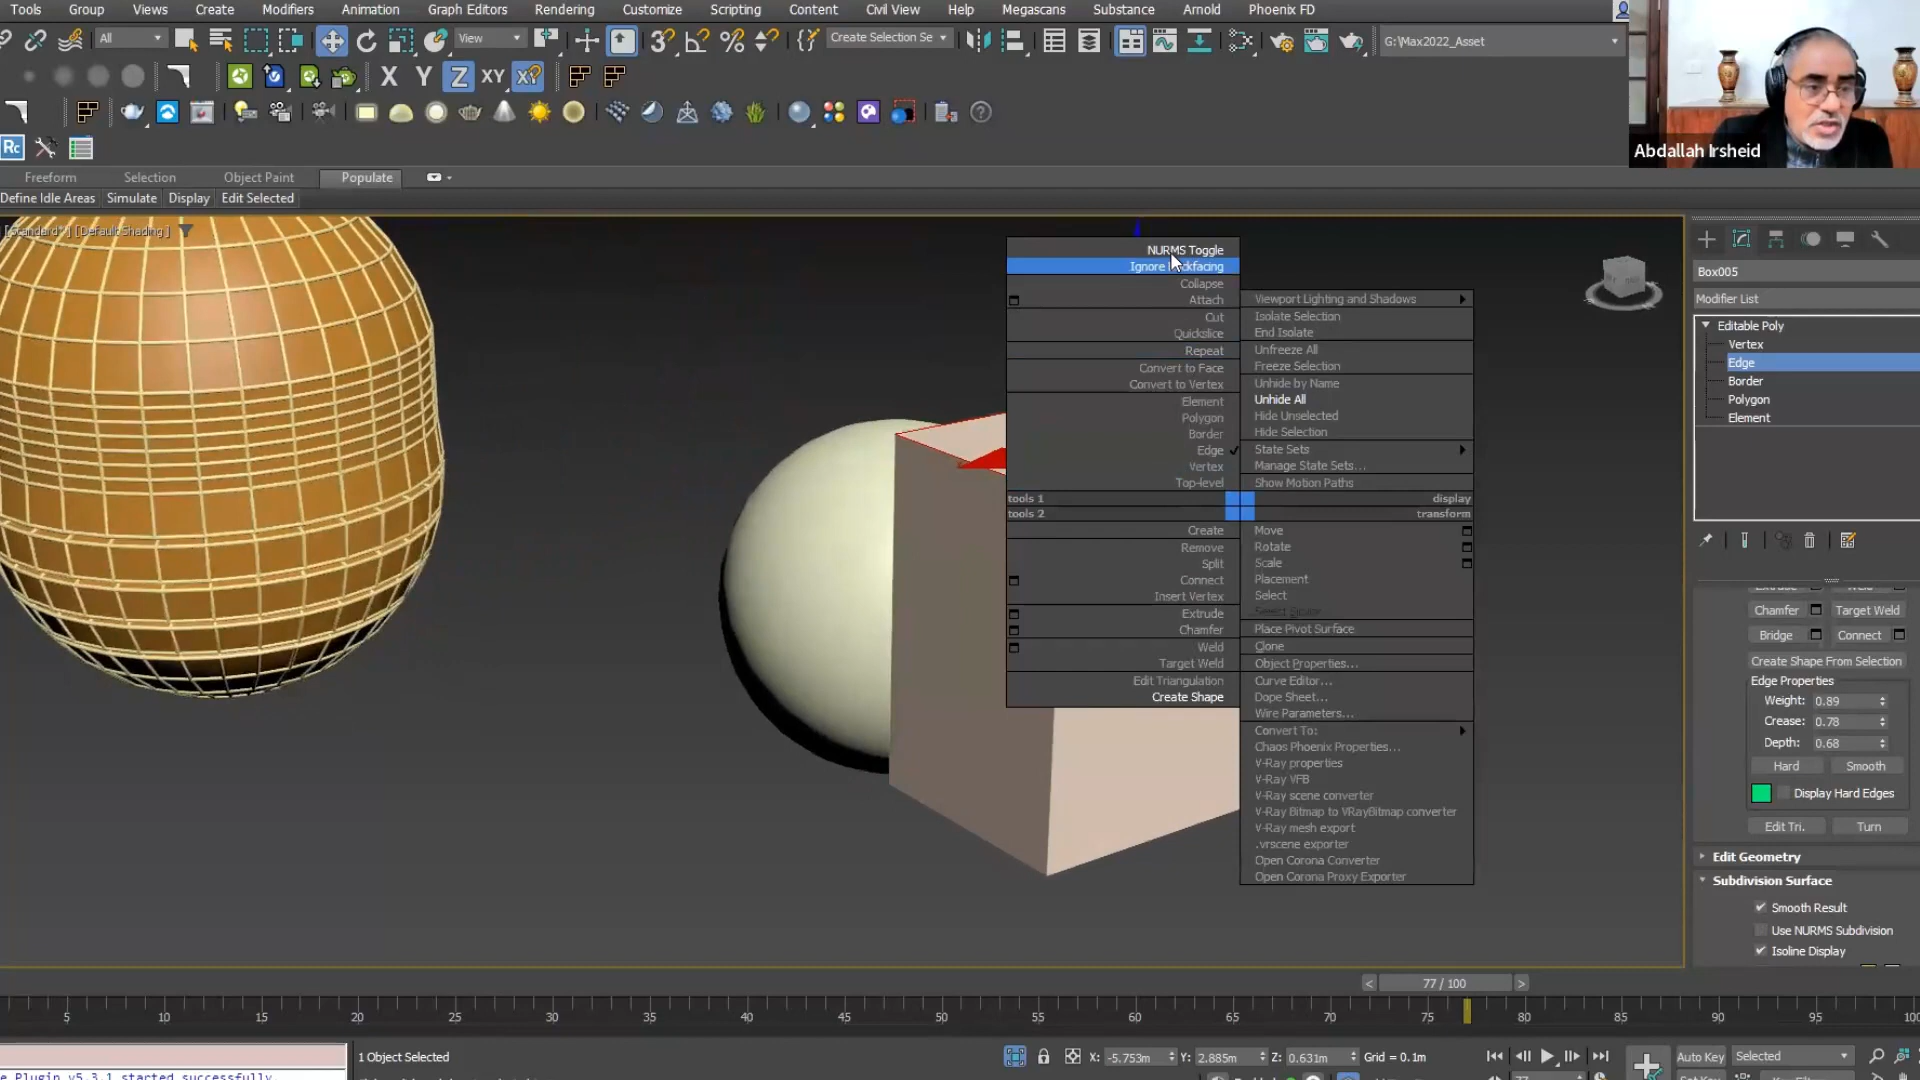 Tools Group Views Create Modifiers Animation Graph Editors Rendering Customize Scripting Content Civil View Help Megascans Substance Arnold Phoenix FD
All View Create Selection Se G:\Max2022_Asset
X Y Z XY
Abdallah Irsheid
Rc
Freeform Selection Object Paint Populate
Define Idle Areas Simulate Display Edit Selected
[Standard*] [Default Shading]
NURMS Toggle
Ignore
Collapse
Attach
Cut
Quickslice
Repeat
Convert to Face
Convert to Vertex
Element
Polygon
Border
Edge
Vertex
Top-level
tools 1
tools 2
Create
Remove
Split
Connect
Insert Vertex
Extrude
Chamfer
Weld
Target Weld
Edit Triangulation
Create Shape
Viewport Lighting and Shadows
Isolate Selection
End Isolate
Unfreeze All
Freeze Selection
Unhide by Name
Unhide All
Hide Unselected
Hide Selection
State Sets
Manage State Sets...
Show Motion Paths
display
transform
Move
Rotate
Scale
Placement
Select
Place Pivot Surface
Clone
Object Properties...
Curve Editor...
Dope Sheet...
Wire Parameters...
Convert To:
Chaos Phoenix Properties...
V-Ray properties
V-Ray VFB
V-Ray scene converter
V-Ray Bitmap to VRayBitmap converter
V-Ray mesh export
.vrscene exporter
Open Corona Converter
Open Corona Proxy Exporter
Box005
Modifier List
Editable Poly
Vertex
Edge
Border
Polygon
Element
Chamfer Target Weld
Bridge Connect
Create Shape From Selection
Edge Properties
Weight: 0.89
Crease: 0.78
Depth: 0.68
Hard Smooth
Display Hard Edges
Edit Tri. Turn
Edit Geometry
Subdivision Surface
Smooth Result
Use NURMS Subdivision
Isoline Display
< 77 / 100 >
5 10 15 20 25 30 35 40 45 50 55 60 65 70 75 80 85 90 95 100
1 Object Selected X: -5.753m Y: 2.885m Z: 0.631m Grid = 0.1m Auto Key Selected
e Plugin v5.3.1 started successfully.